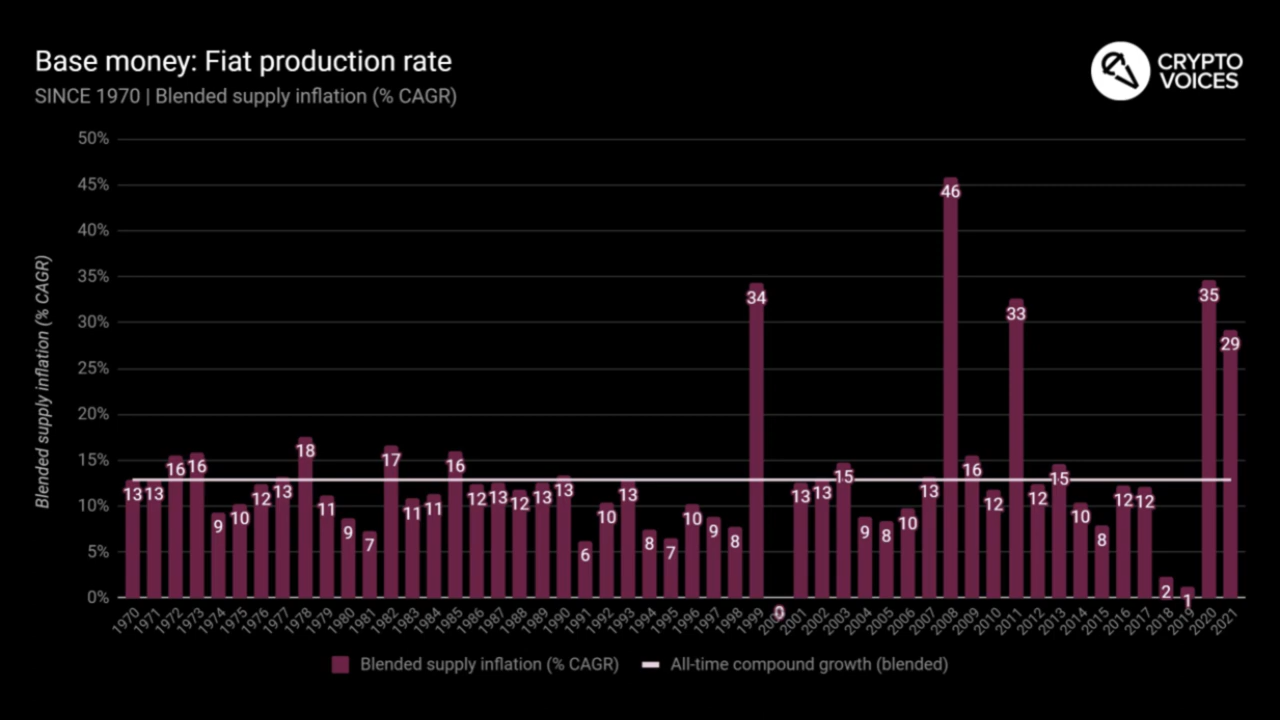 Base money: Fiat production rate
SINCE 1970 | Blended supply inflation (% CAGR)
CRYPTO
VOICES
Blended supply inflation (% CAGR)
50%
45%
40%
35%
30%
25%
20%
15%
10%
5%
0%
13 13 16 16 9 10 12 13 18 11 9 7 17 11 11 16 12 13 12 13 13 6 10 13 8 7 10 9 8 34 0 13 13 15 9 8 10 13 46 16 12 33 12 15 10 8 12 12 2 1 35 29
1970 1971 1972 1973 1974 1975 1976 1977 1978 1979 1980 1981 1982 1983 1984 1985 1986 1987 1988 1989 1990 1991 1992 1993 1994 1995 1996 1997 1998 1999 2000 2001 2002 2003 2004 2005 2006 2007 2008 2009 2010 2011 2012 2013 2014 2015 2016 2017 2018 2019 2020 2021
Blended supply inflation (% CAGR) All-time compound growth (blended)